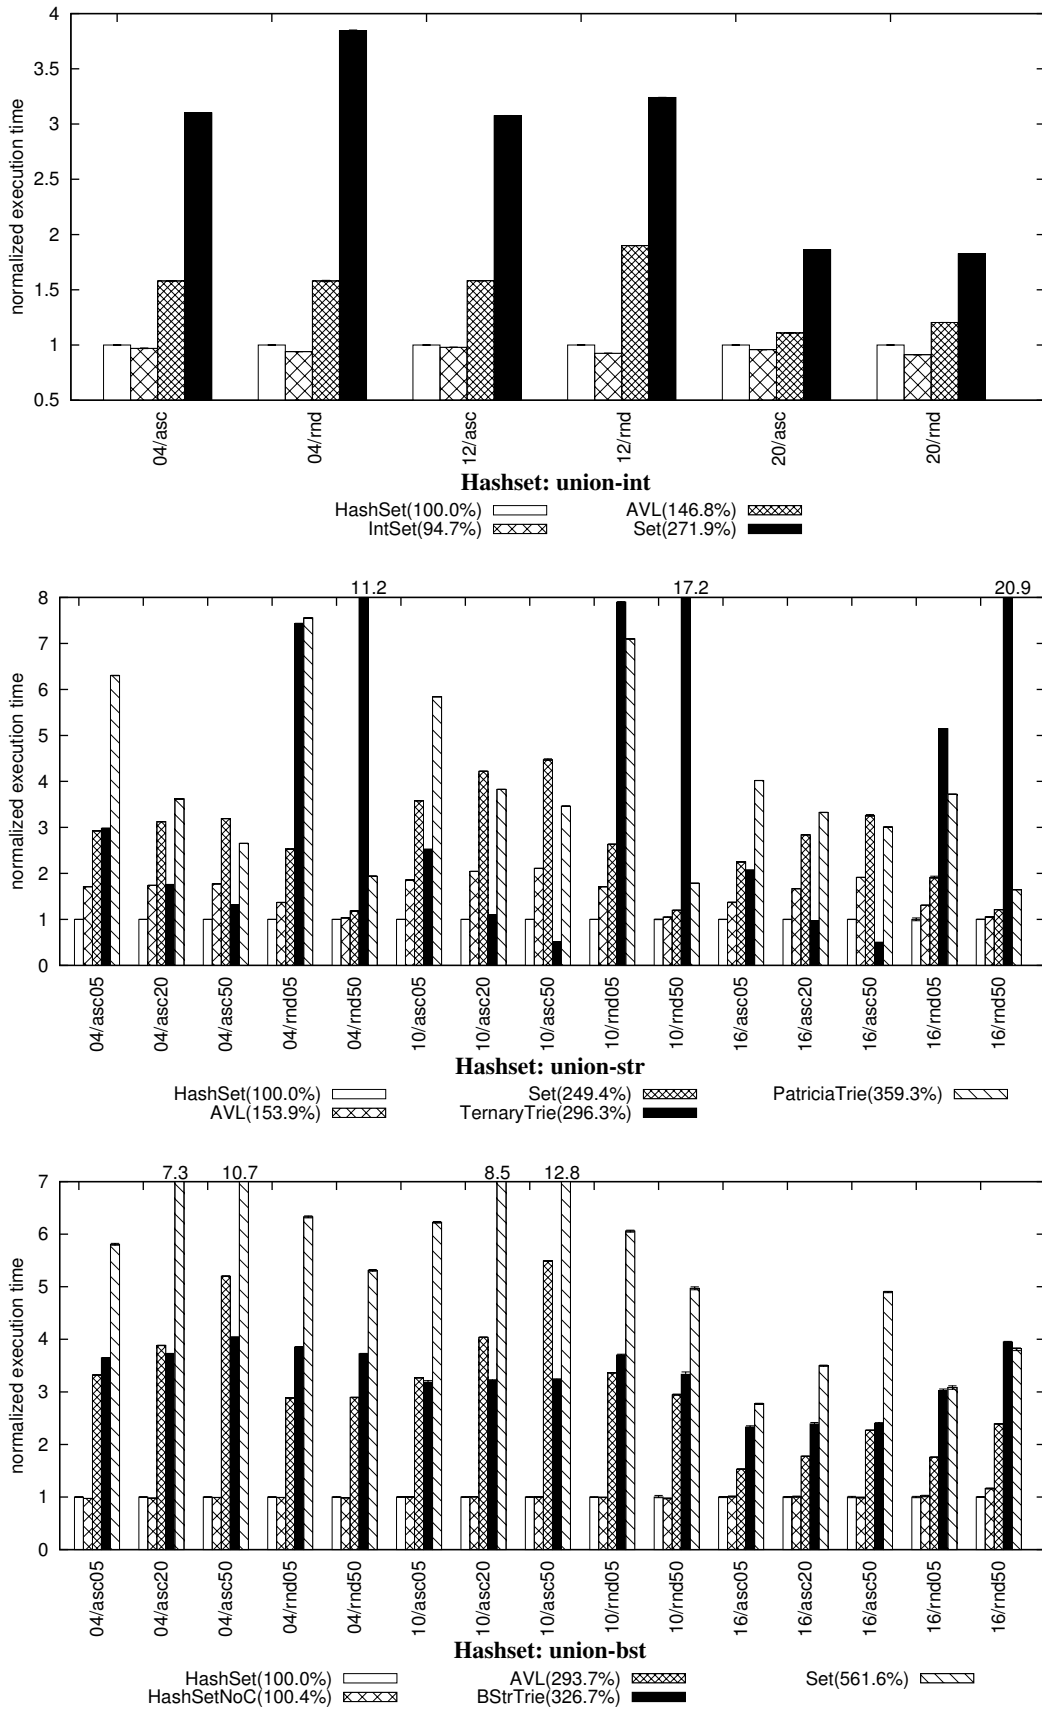 4
3.5
3
2.5
2
1.5
1
0.5
normalized execution time
04/asc
04/rnd
12/asc
12/rnd
20/asc
20/rnd
Hashset: union-int
HashSet(100.0%)
IntSet(94.7%)
AVL(146.8%)
Set(271.9%)
11.2
17.2
20.9
8
7
6
5
4
3
2
1
0
normalized execution time
04/asc05
04/asc20
04/asc50
04/rnd05
04/rnd50
10/asc05
10/asc20
10/asc50
10/rnd05
10/rnd50
16/asc05
16/asc20
16/asc50
16/rnd05
16/rnd50
Hashset: union-str
HashSet(100.0%)
AVL(153.9%)
Set(249.4%)
TernaryTrie(296.3%)
PatriciaTrie(359.3%)
7.3
10.7
8.5
12.8
7
6
5
4
3
2
1
0
normalized execution time
04/asc05
04/asc20
04/asc50
04/rnd05
04/rnd50
10/asc05
10/asc20
10/asc50
10/rnd05
10/rnd50
16/asc05
16/asc20
16/asc50
16/rnd05
16/rnd50
Hashset: union-bst
HashSet(100.0%)
HashSetNoC(100.4%)
AVL(293.7%)
BStrTrie(326.7%)
Set(561.6%)